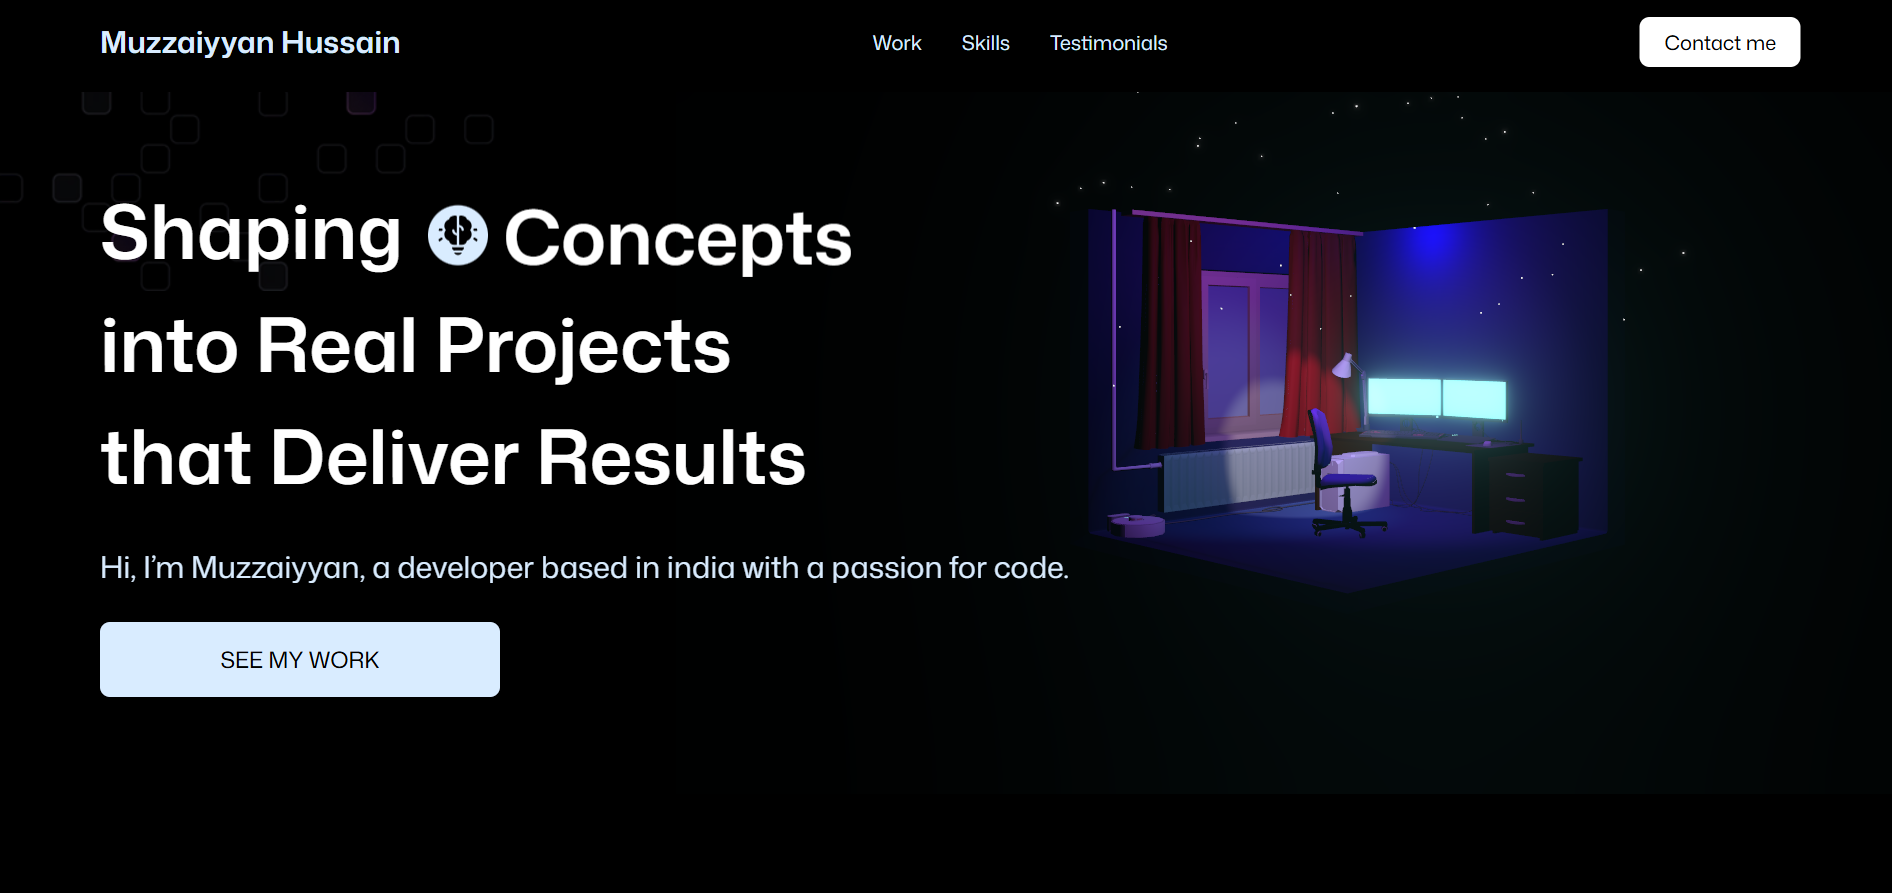 Muzzaiyyan Hussain
Work Skills Testimonials
Contact me
Shaping Concepts
into Real Projects
that Deliver Results
Hi, I’m Muzzaiyyan, a developer based in india with a passion for code.
SEE MY WORK